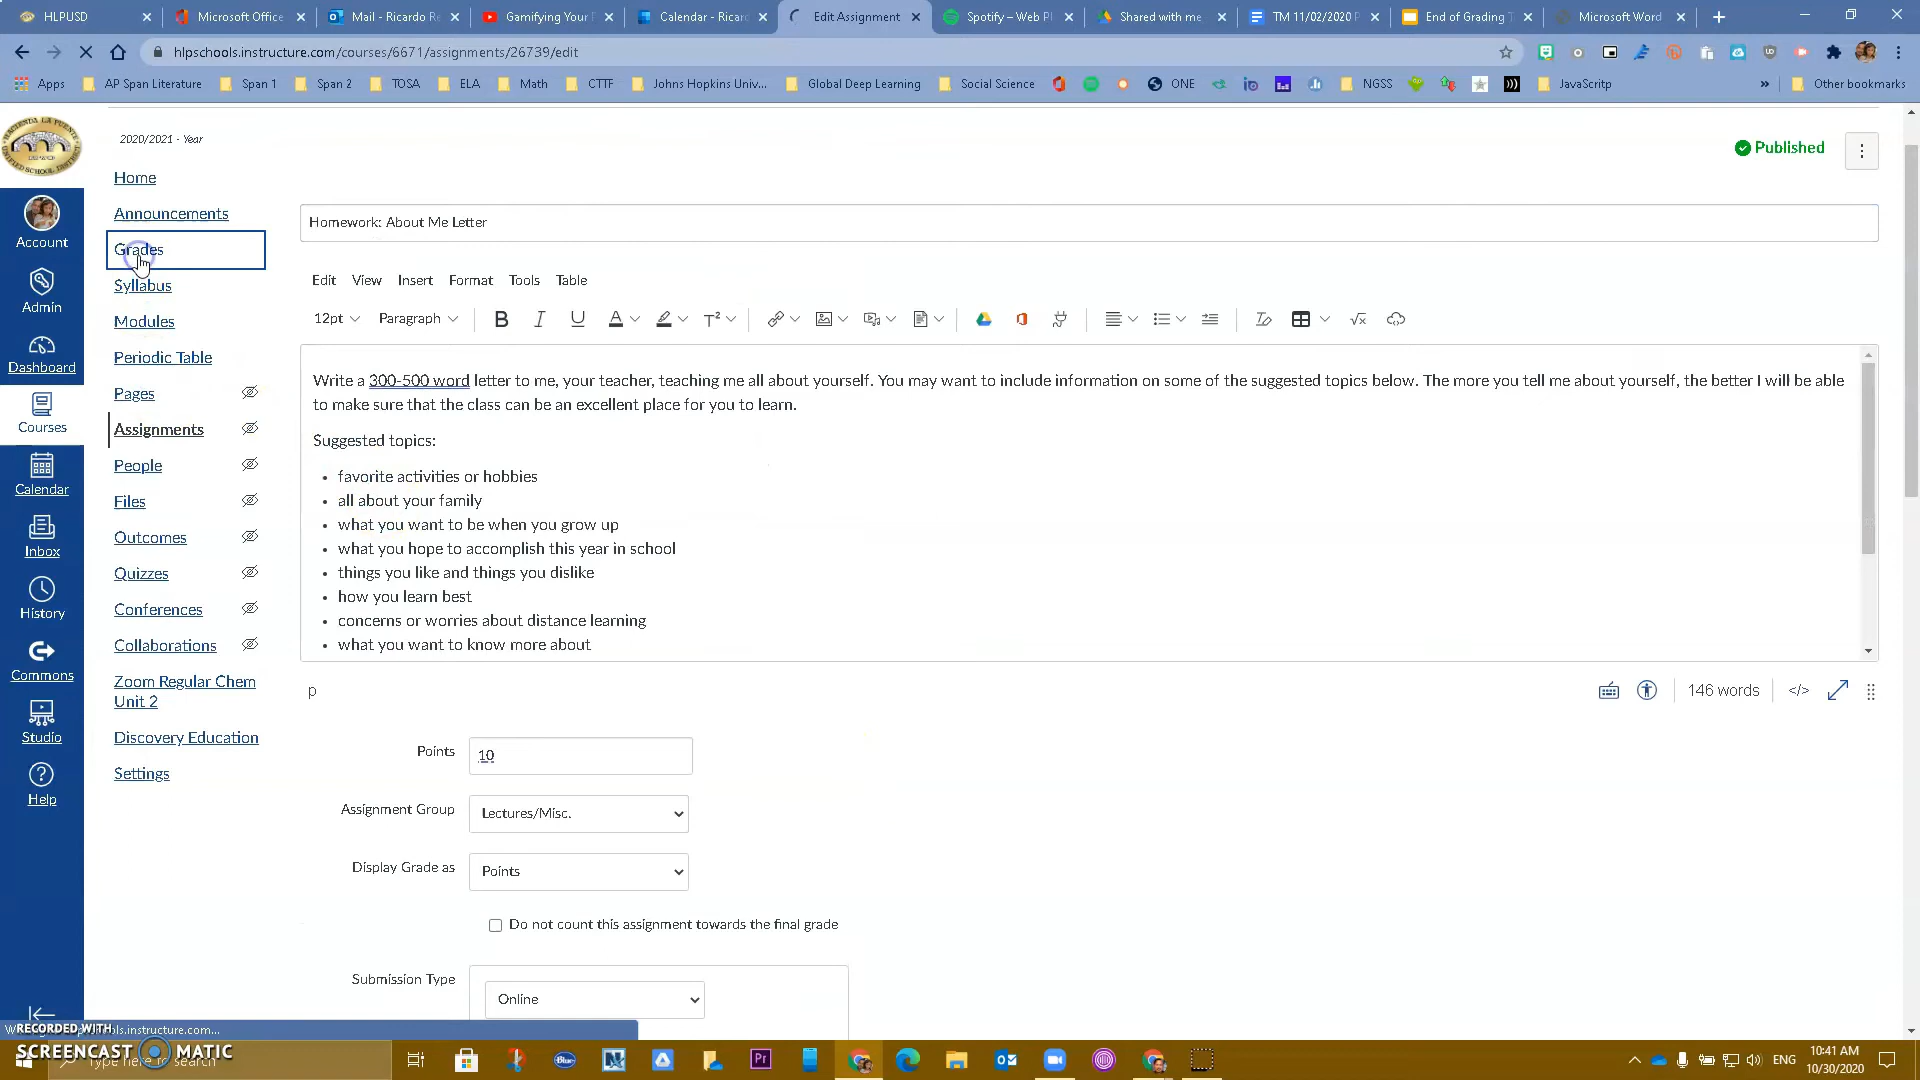 HLPUSD
Microsoft Office
Mail - Ricardo Re
Gamifying Your
Calendar - Ricar
Edit Assignment
Spotify – Web Pl
Shared with me
TM 11/02/2020
End of Grading T
Microsoft Word
hlpschools.instructure.com/courses/6671/assignments/26739/edit
Apps
AP Span Literature
Span 1
Span 2
TOSA
ELA
Math
CTTF
Johns Hopkins Univ...
Global Deep Learning
Social Science
ONE
NGSS
JavaScritp
»
Other bookmarks
2020/2021 - Year
Published
Home
Announcements
Grades
Syllabus
Modules
Periodic Table
Pages
Assignments
People
Files
Outcomes
Quizzes
Conferences
Collaborations
Zoom Regular Chem
Unit 2
Discovery Education
Settings
Account
Admin
Dashboard
Courses
Calendar
Inbox
History
Commons
Studio
Help
Homework: About Me Letter
Edit View Insert Format Tools Table
12pt Paragraph B I U A T²
Write a 300-500 word letter to me, your teacher, teaching me all about yourself. You may want to include information on some of the suggested topics below. The more you tell me about yourself, the better I will be able
to make sure that the class can be an excellent place for you to learn.
Suggested topics:
• favorite activities or hobbies
• all about your family
• what you want to be when you grow up
• what you hope to accomplish this year in school
• things you like and things you dislike
• how you learn best
• concerns or worries about distance learning
• what you want to know more about
p
146 words </>
Points 10
Assignment Group Lectures/Misc.
Display Grade as Points
Do not count this assignment towards the final grade
Submission Type Online
RECORDED WITH
SCREENCAST MATIC
Type here to search
Pr
ENG
10:41 AM
10/30/2020